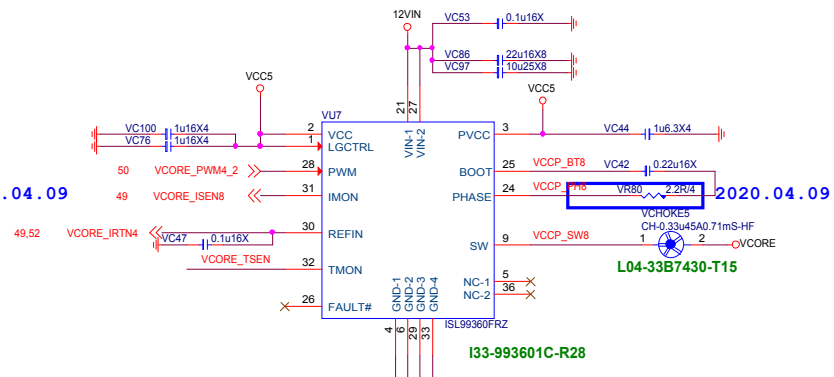 12VIN
VC53 0.1u16X
VC86 22u16X8
VC97 10u25X8
VCC5
VCC5
VU7
21
27
VC100 1u16X4
2
VCC
VIN-1
VIN-2
PVCC
3
VC44 1u6.3X4
VC76 1u16X4
1
LGCTRL
50 VCORE_PWM4_2
28
PWM
BOOT
25
VCCP_BT8
VC42 0.22u16X
.04.09
49 VCORE_ISEN8
31
IMON
PHASE
24
VR80 2.2R/4
2020.04.09
VCHOKE5
CH-0.33u45A0.71mS-HF
49,52 VCORE_IRTN4
30
REFIN
SW
9
VCCP_SW8
1
2
VCORE
VC47 0.1u16X
L04-33B7430-T15
VCORE_TSEN
32
TMON
NC-1
5
NC-2
36
26
FAULT#
GND-1
GND-2
GND-3
GND-4
ISL99360FRZ
4
6
29
33
I33-993601C-R28